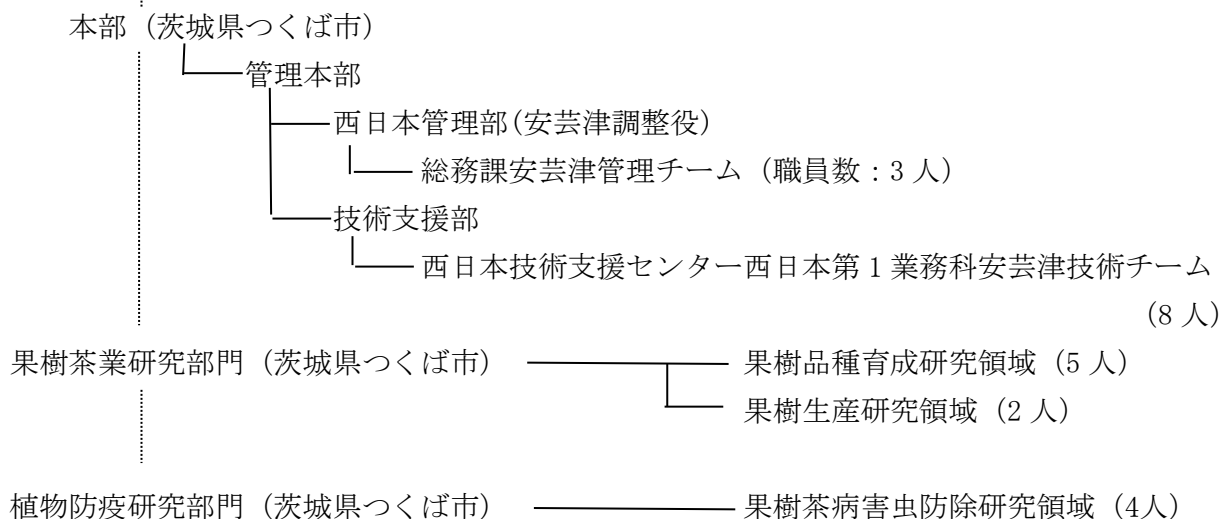 本部（茨城県つくば市）
管理本部
西日本管理部(安芸津調整役)
総務課安芸津管理チーム（職員数：3 人）
技術支援部
西日本技術支援センター西日本第 1 業務科安芸津技術チーム
（8 人）
果樹茶業研究部門（茨城県つくば市） 果樹品種育成研究領域（5 人）
果樹生産研究領域（2 人）
植物防疫研究部門（茨城県つくば市） 果樹茶病害虫防除研究領域（4人）